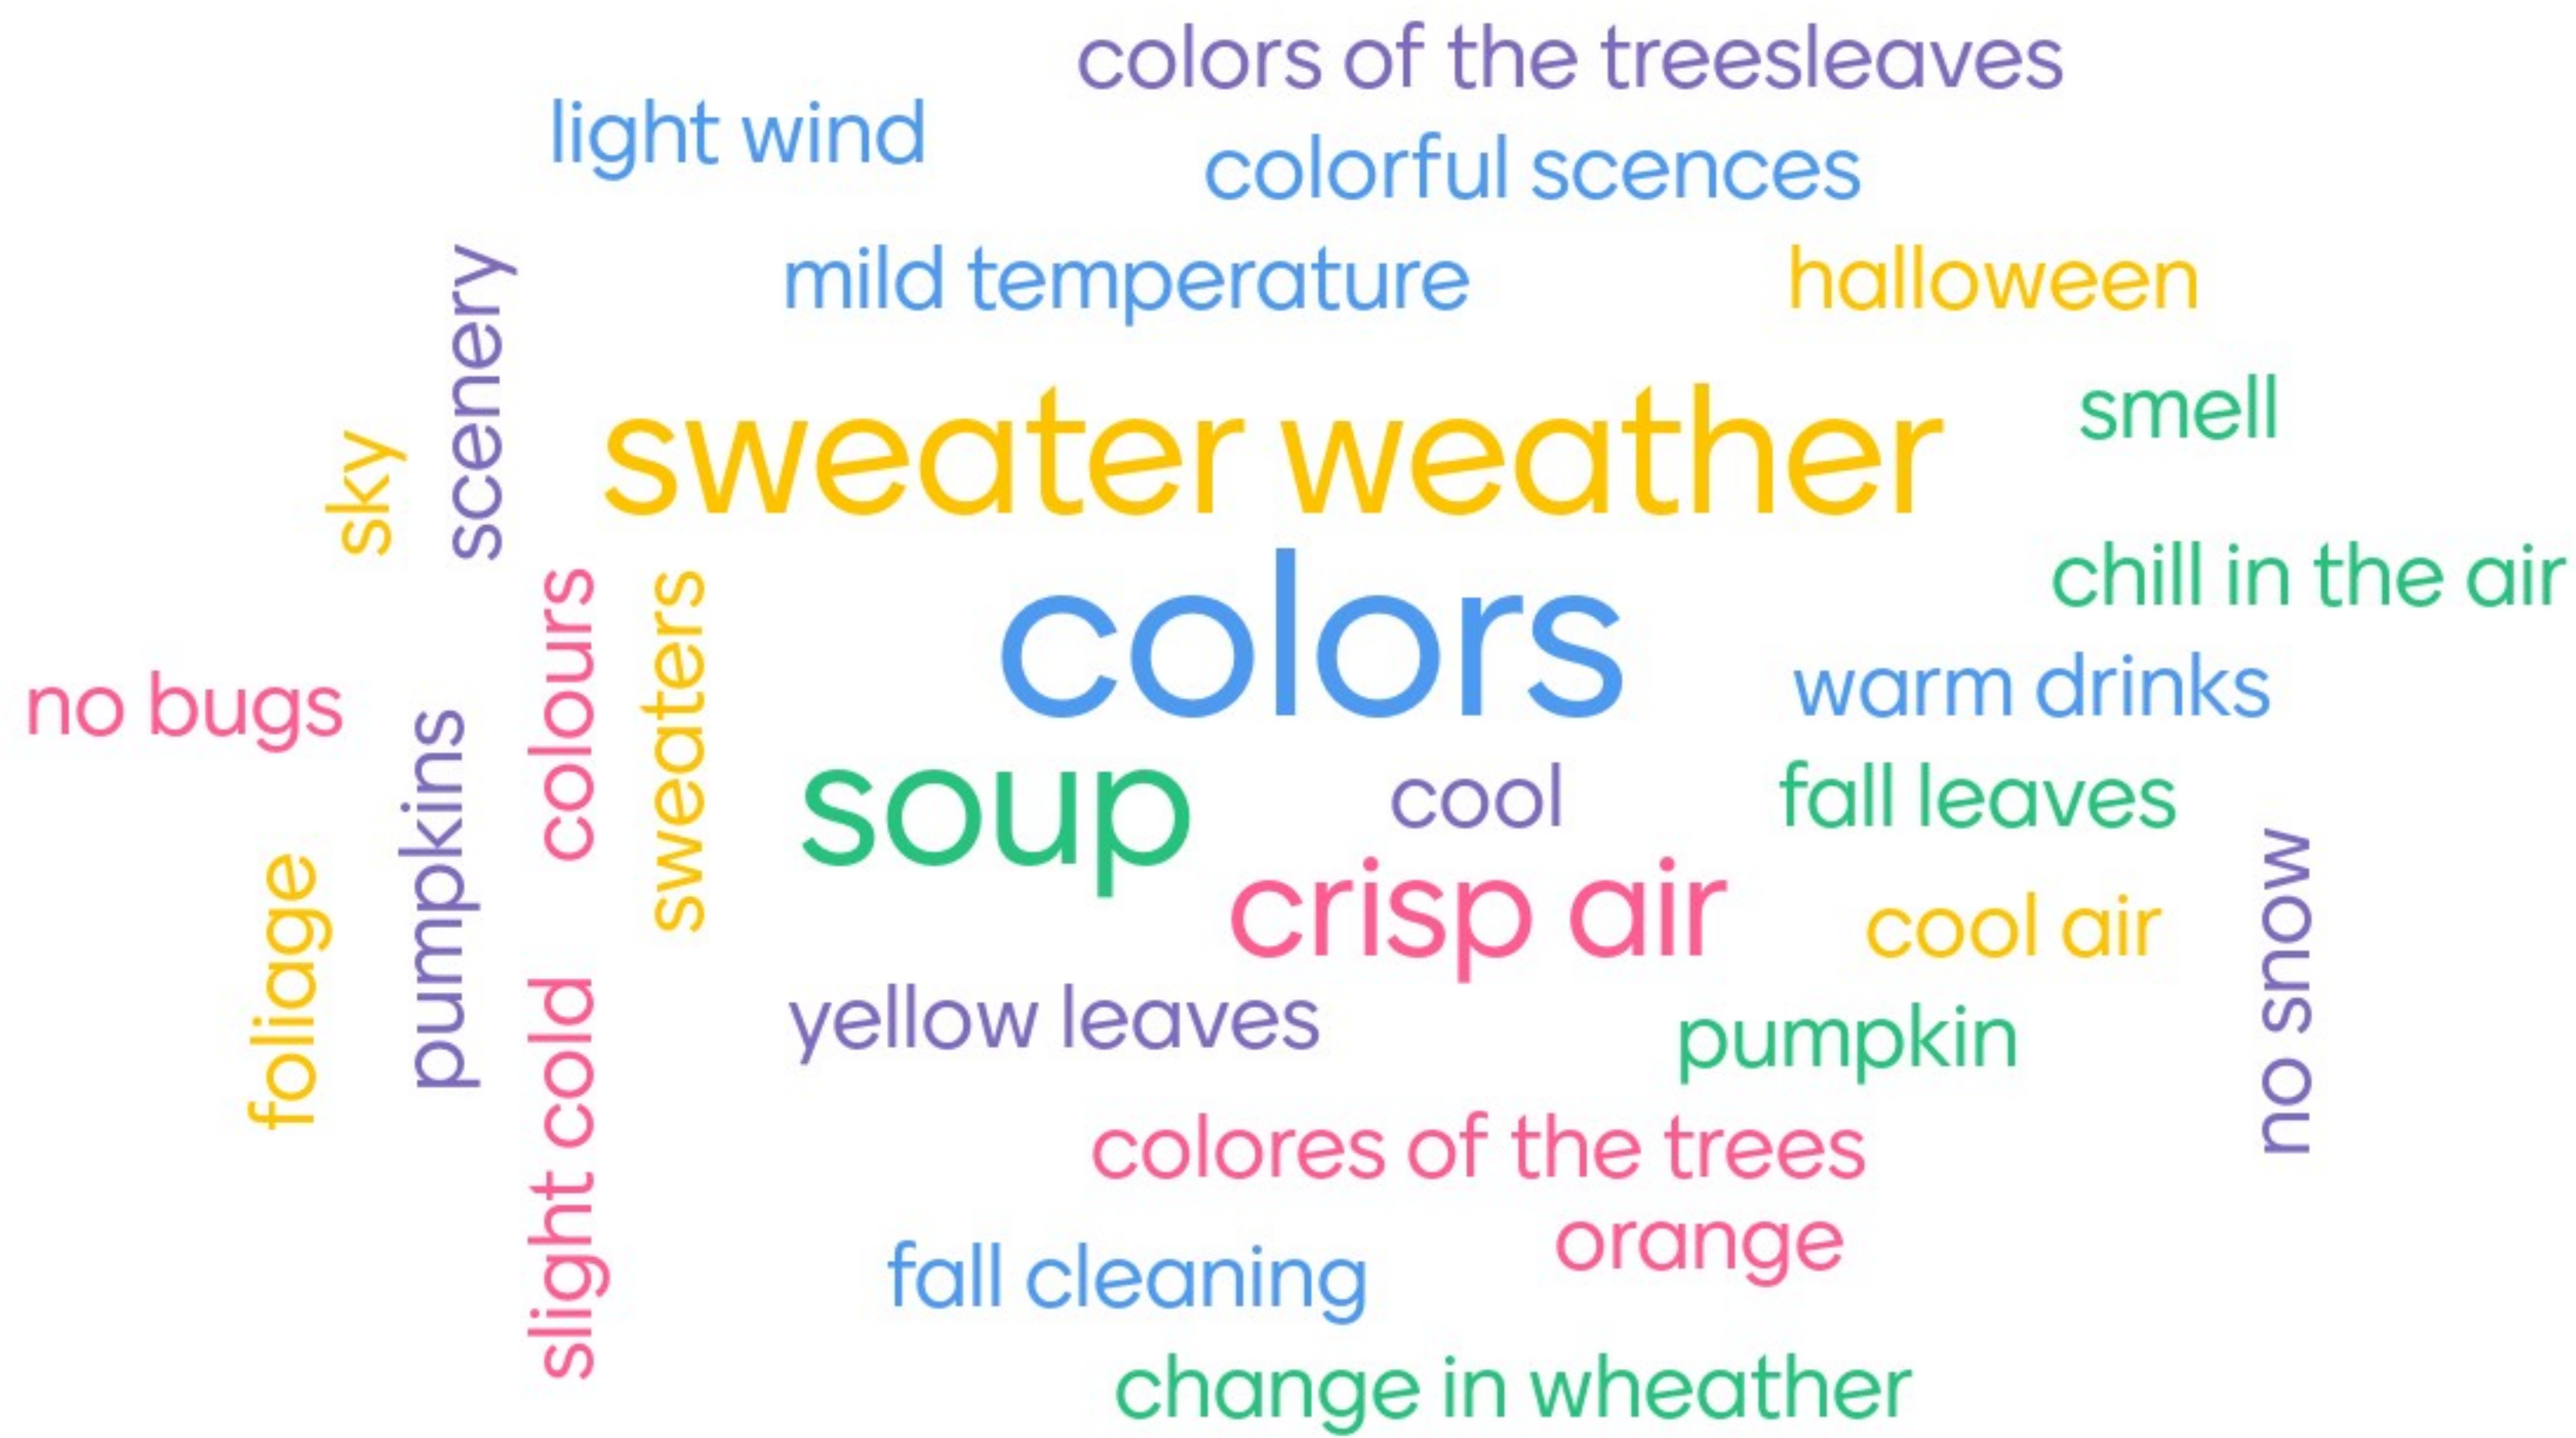 colors of the treesleaves
light wind
colorful scences
mild temperature
halloween
scenery
sky
sweater weather
smell
colors
chill in the air
colours
sweaters
no bugs
warm drinks
pumpkins
soup
cool
fall leaves
foliage
crisp air
cool air
no snow
yellow leaves
pumpkin
slight cold
colores of the trees
orange
fall cleaning
change in wheather